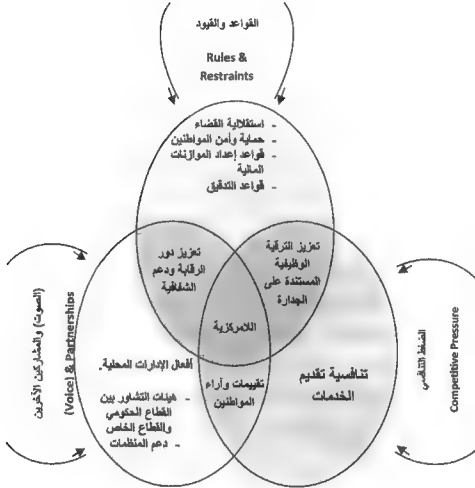 القواعد والقيود
Rules &
Restraints
- استقلالية القضاء
- حماية وأمن المواطنين
- قواعد إعداد الموازنات
المالية
- قواعد التدقيق
تعزيز دور
الرقابة ودعم
الشفافية
تعزيز الترقية
الوظيفية
المستندة على
الجدارة
اللامركزية
أفعال الإدارات المحلية.
- هيئات التشاور بين
القطاع الحكومي
والقطاع الخاص
- دعم المنظمات
تقييمات وآراء
المواطنين
تنافسية تقديم
الخدمات
(الصوت) والمشاركين الآخرين
(Voice) & Partnerships
الضغط التنافسي
Competitive Pressure